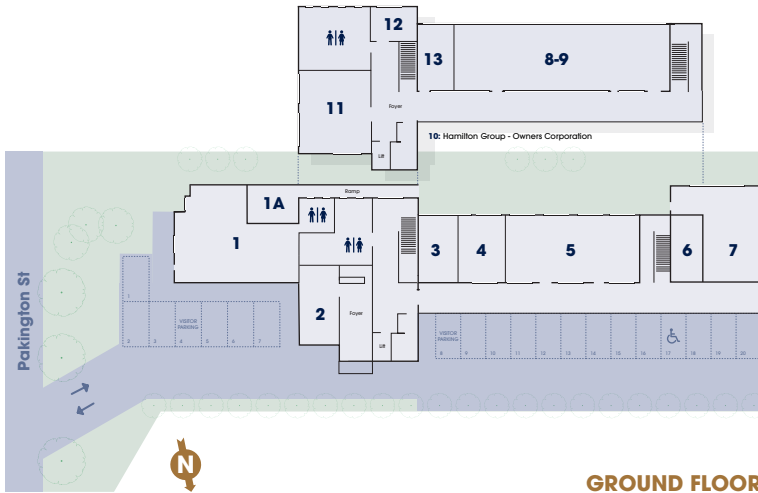 12
13
8-9
11
Foyer
10: Hamilton Group - Owners Corporation
Lift
Ramp
1A
1
3
4
5
6
7
2
Foyer
Lift
Pakington St
1
VISITOR
PARKING
2 3 4 5 6 7
VISITOR
PARKING
8 9 10 11 12 13 14 15 16 17 18 19 20
N
GROUND FLOOR